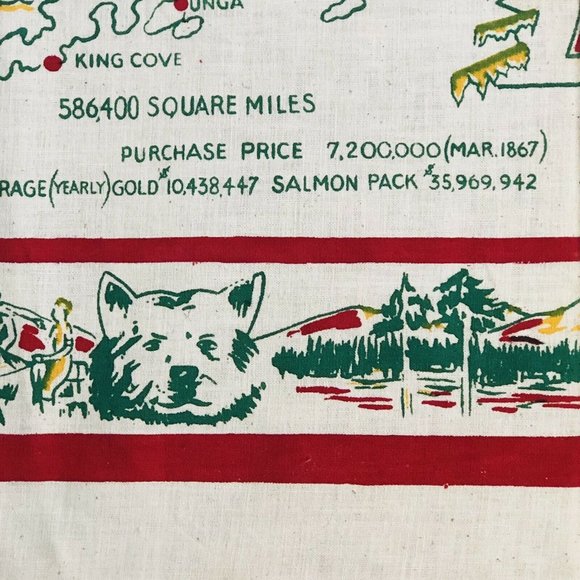 UNGA
KING COVE
586,400 SQUARE MILES
PURCHASE PRICE 7,200,000 (MAR. 1867)
RAGE (YEARLY) GOLD $10,438,447 SALMON PACK $35,969,942